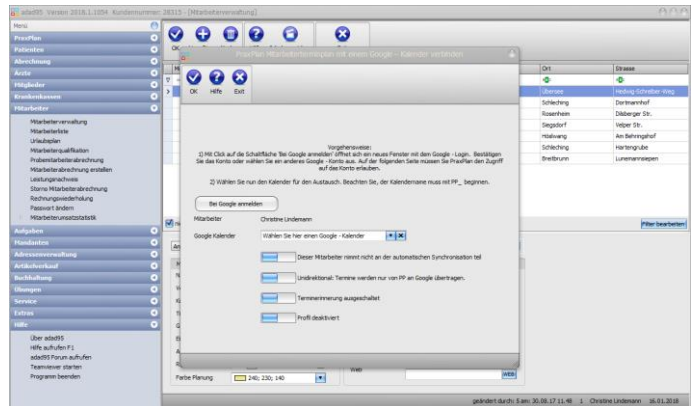 adad95 Version 2018.1.1054 Kundennummer: 38315 - [Mitarbeiterverwaltung]
Menü
PraxPlan
Patienten
Abrechnung
Ärzte
Mitglieder
Krankenkassen
Mitarbeiter
Mitarbeiterverwaltung
Mitarbeiterliste
Urlaubsplan
Mitarbeiterqualifikation
Probemitarbeiterabrechnung
Mitarbeiterabrechnung erstellen
Leistungsnachweis
Storno Mitarbeiterabrechnung
Rechnungswiederholung
Passwort ändern
Mitarbeiterumsatzstatistik
Aufgaben
Mandanten
Adressenverwaltung
Artikelverkauf
Buchhaltung
Übungen
Service
Extras
Hilfe
Über adad95
Hilfe aufrufen F1
adad95 Forum aufrufen
Teamviewer starten
Programm beenden
PraxPlan Mitarbeiterterminplan mit einem Google - Kalender verbinden
OK
Hilfe
Exit
Vorgehensweise:
1) Mit Click auf die Schaltfläche 'Bei Google anmelden' öffnet sich ein neues Fenster mit dem Google - Login. Bestätigen
Sie das Konto oder wählen Sie ein anderes Google - Konto aus. Auf der folgenden Seite müssen Sie PraxPlan den Zugriff
auf das Konto erlauben.
2) Wählen Sie nun den Kalender für den Austausch. Beachten Sie, der Kalendername muss mit PP_ beginnen.
Bei Google anmelden
Mitarbeiter Christine Lindemann
Google Kalender Wählen Sie hier einen Google - Kalender
Dieser Mitarbeiter nimmt nicht an der automatischen Synchronisation teil
Unidirektional: Termine werden nur von PP an Google übertragen.
Terminerinnerung ausgeschaltet
Profil deaktiviert
Ort Strasse
Übersee Hedwig-Schreiber-Weg
Schleching Dortmannhof
Rosenheim Dilsberger Str.
Siegsdorf Velper Str.
Am Behringshof
Schleching Hartengrube
Breitbrunn Lunemannsiepen
Filter bearbeiten
Farbe Planung 240; 230; 140
Web WEB
geändert durch: S am: 30.08.17 11.48 1 Christine Lindemann 16.01.2018